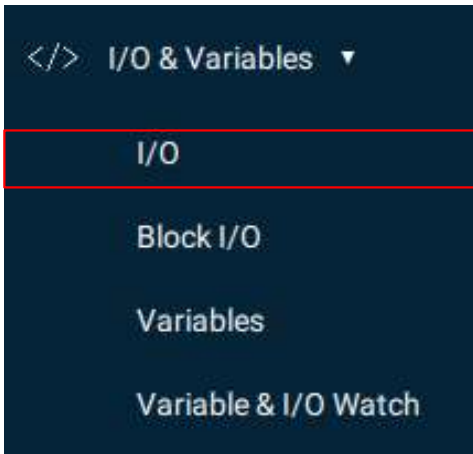 </> I/O & Variables ▼
I/O
Block I/O
Variables
Variable & I/O Watch